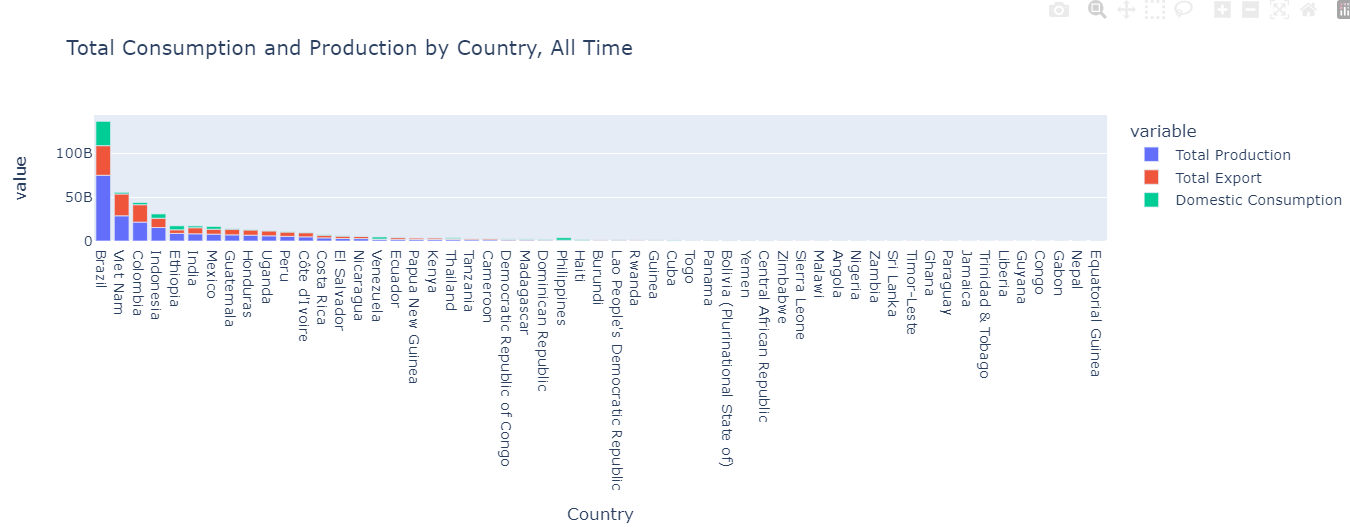 Total Consumption and Production by Country, All Time
value
100B
50B
0
Brazil
Viet Nam
Colombia
Indonesia
Ethiopia
India
Mexico
Guatemala
Honduras
Uganda
Peru
Côte d'Ivoire
Costa Rica
El Salvador
Nicaragua
Venezuela
Ecuador
Papua New Guinea
Kenya
Thailand
Tanzania
Cameroon
Democratic Republic of Congo
Madagascar
Dominican Republic
Philippines
Haiti
Burundi
Lao People's Democratic Republic
Rwanda
Guinea
Cuba
Togo
Panama
Bolivia (Plurinational State of)
Yemen
Central African Republic
Zimbabwe
Sierra Leone
Malawi
Angola
Nigeria
Zambia
Sri Lanka
Timor-Leste
Ghana
Paraguay
Jamaica
Trinidad & Tobago
Liberia
Guyana
Congo
Gabon
Nepal
Equatorial Guinea
Country
variable
Total Production
Total Export
Domestic Consumption